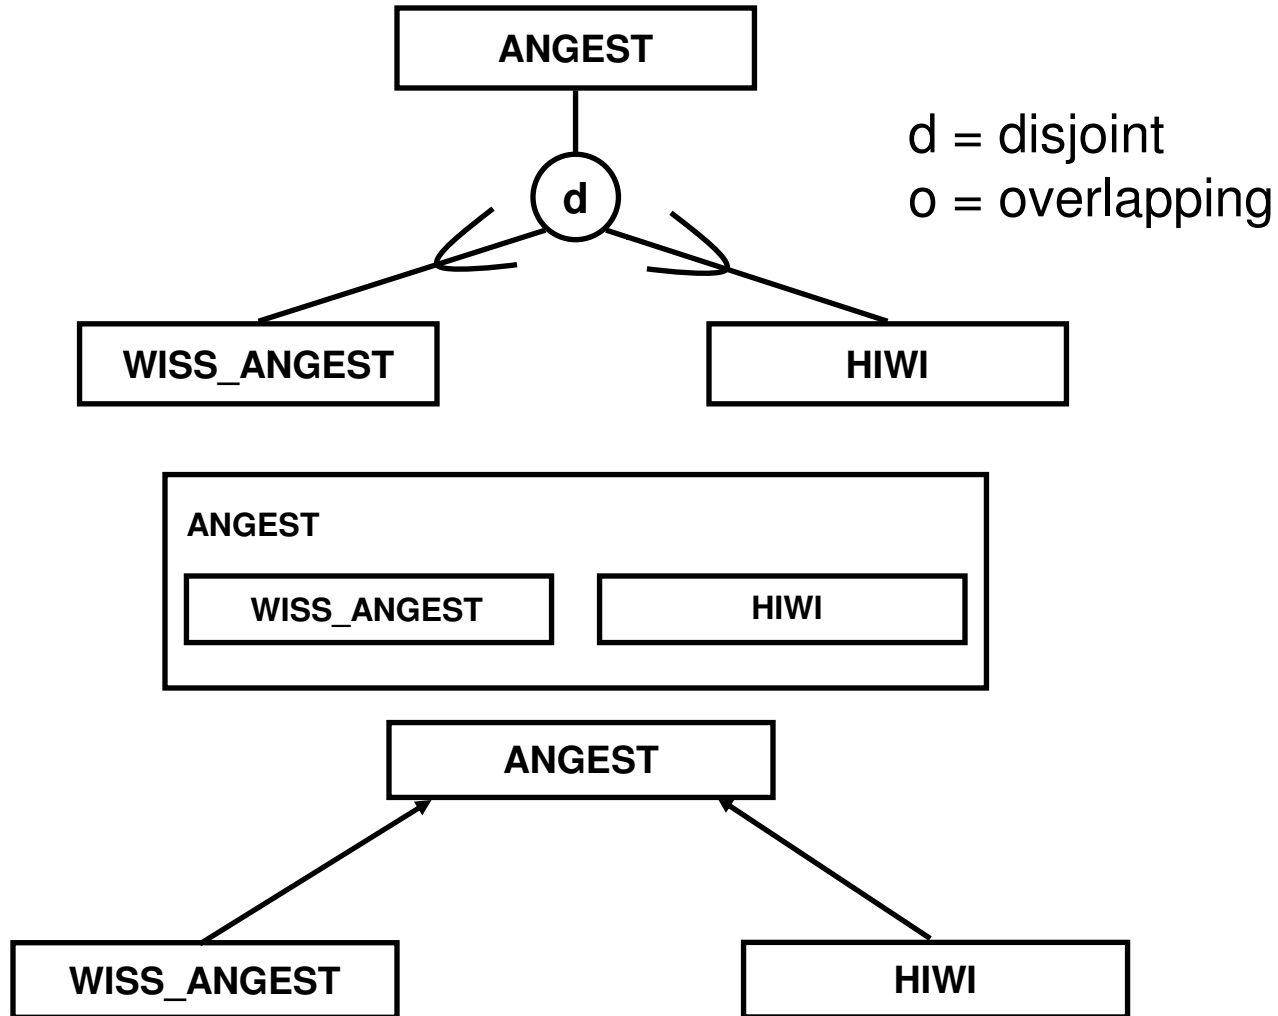 ANGEST
d = disjoint
d
o = overlapping
WISS_ANGEST
HIWI
ANGEST
WISS_ANGEST
HIWI
ANGEST
WISS_ANGEST
HIWI